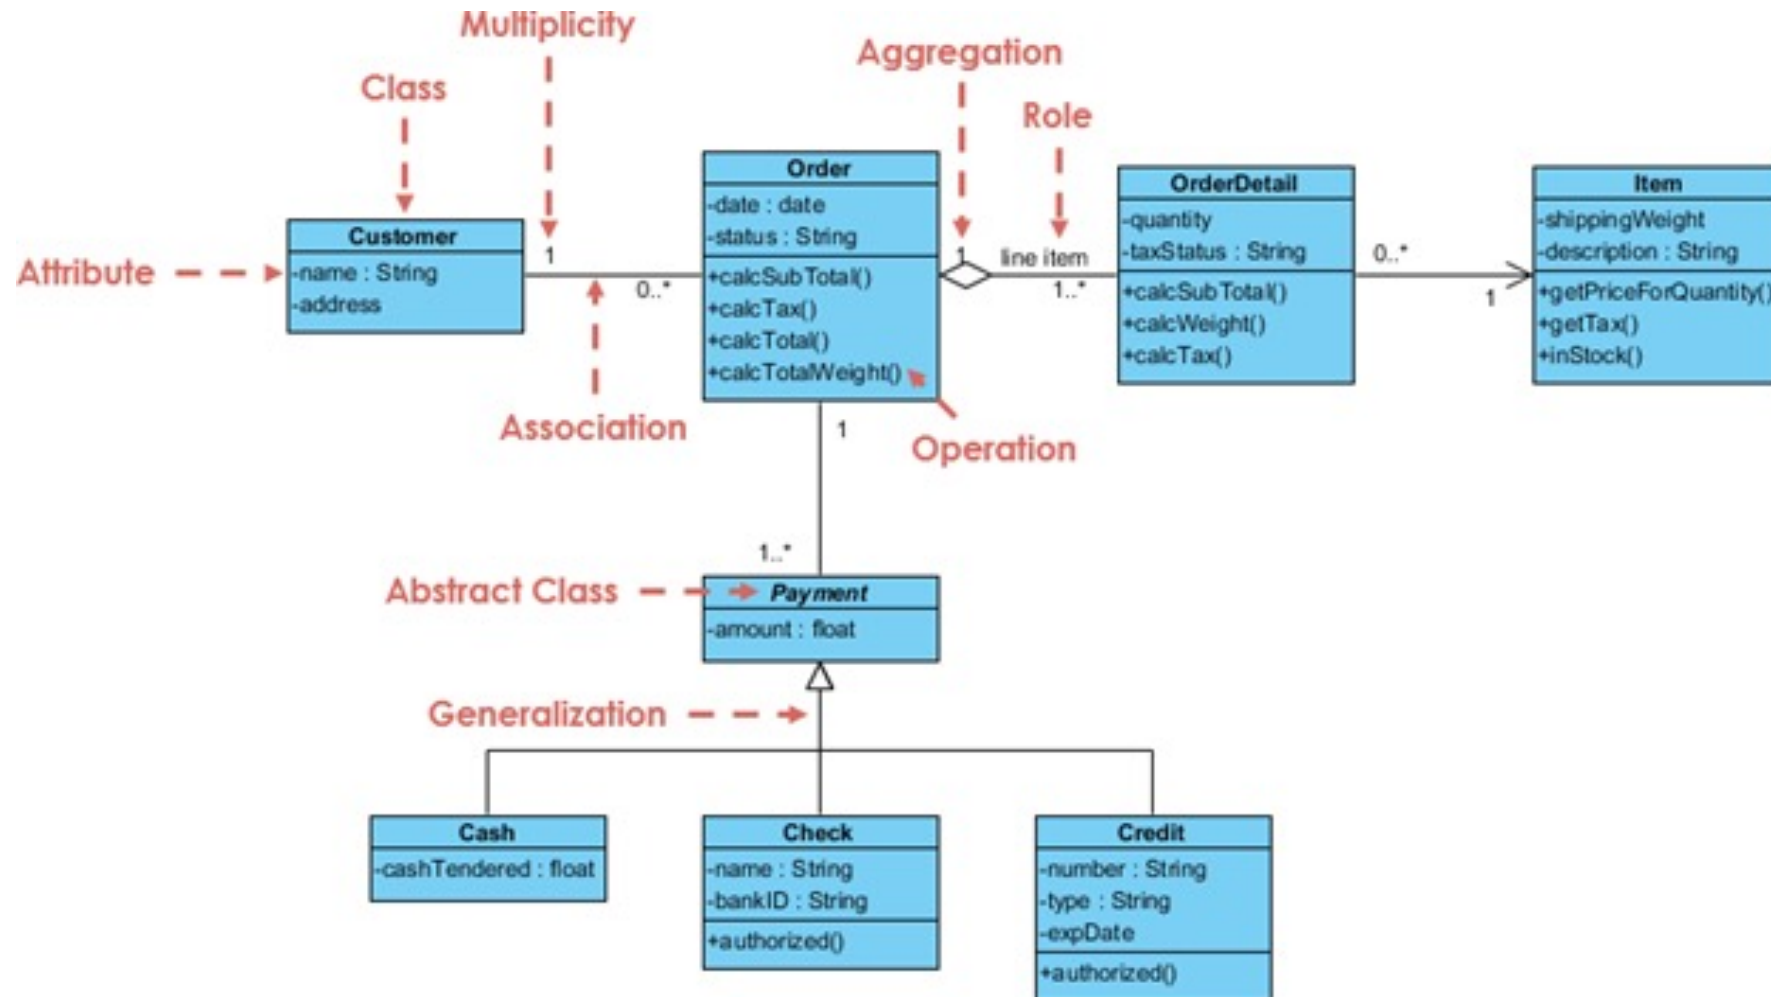 Multiplicity
Aggregation
Class
Role
Attribute
Customer
-name : String
-address
1
0..*
Association
Order
-date : date
-status : String
+calcSubTotal()
+calcTax()
+calcTotal()
+calcTotalWeight()
Operation
1
line item
1..*
OrderDetail
-quantity
-taxStatus : String
+calcSubTotal()
+calcWeight()
+calcTax()
0..*
1
Item
-shippingWeight
-description : String
+getPriceForQuantity()
+getTax()
+inStock()
1
1..*
Abstract Class
Payment
-amount : float
Generalization
Cash
-cashTendered : float
Check
-name : String
-bankID : String
+authorized()
Credit
-number : String
-type : String
-expDate
+authorized()